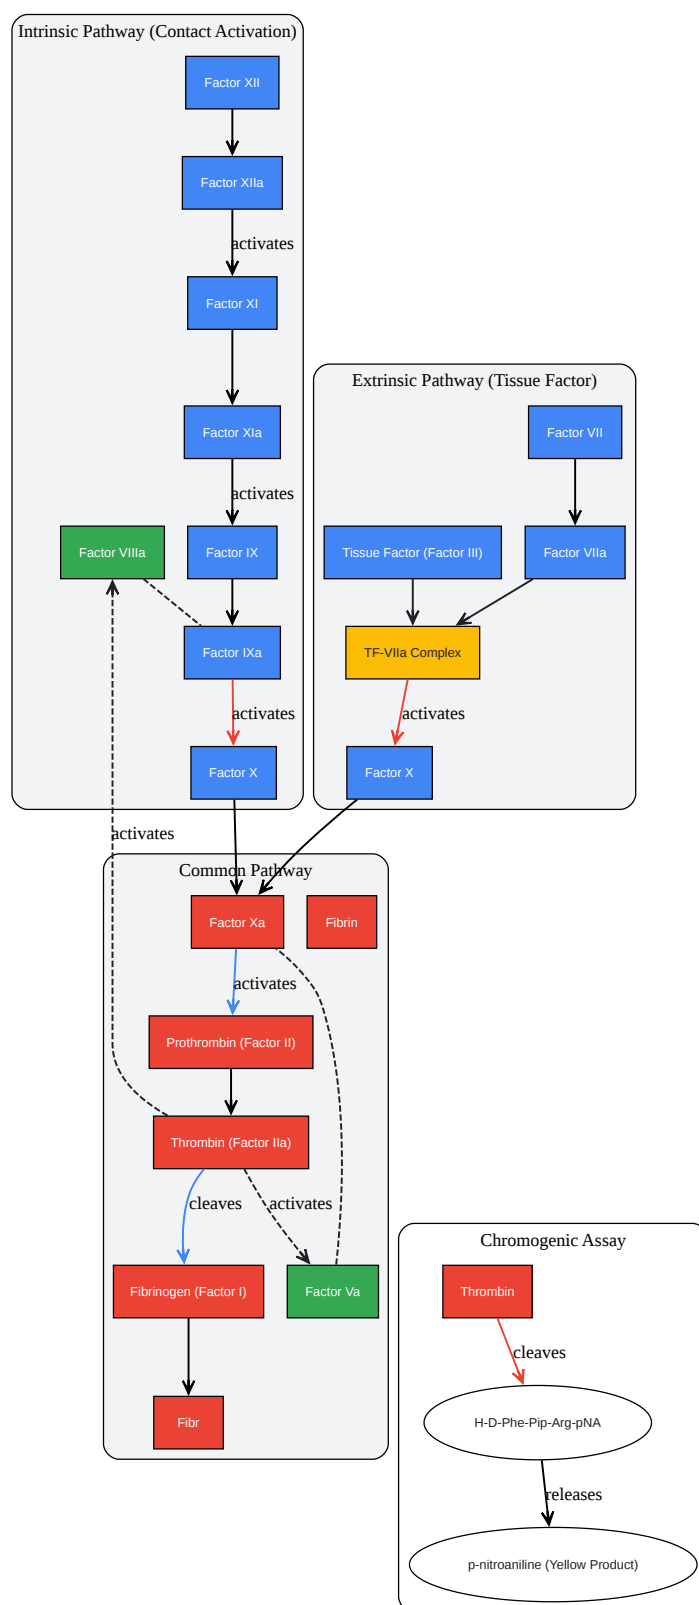 Intrinsic Pathway (Contact Activation)
Factor XII
Factor XIIa
activates
Factor XI
Factor XIa
activates
Factor VIIIa
Factor IX
Factor IXa
activates
Factor X
Extrinsic Pathway (Tissue Factor)
Factor VII
Tissue Factor (Factor III)
Factor VIIa
TF-VIIa Complex
activates
Factor X
activates
Common Pathway
Factor Xa
Fibrin
activates
Prothrombin (Factor II)
Thrombin (Factor IIa)
cleaves
activates
Fibrinogen (Factor I)
Factor Va
Fibr
Chromogenic Assay
Thrombin
cleaves
H-D-Phe-Pip-Arg-pNA
releases
p-nitroaniline (Yellow Product)